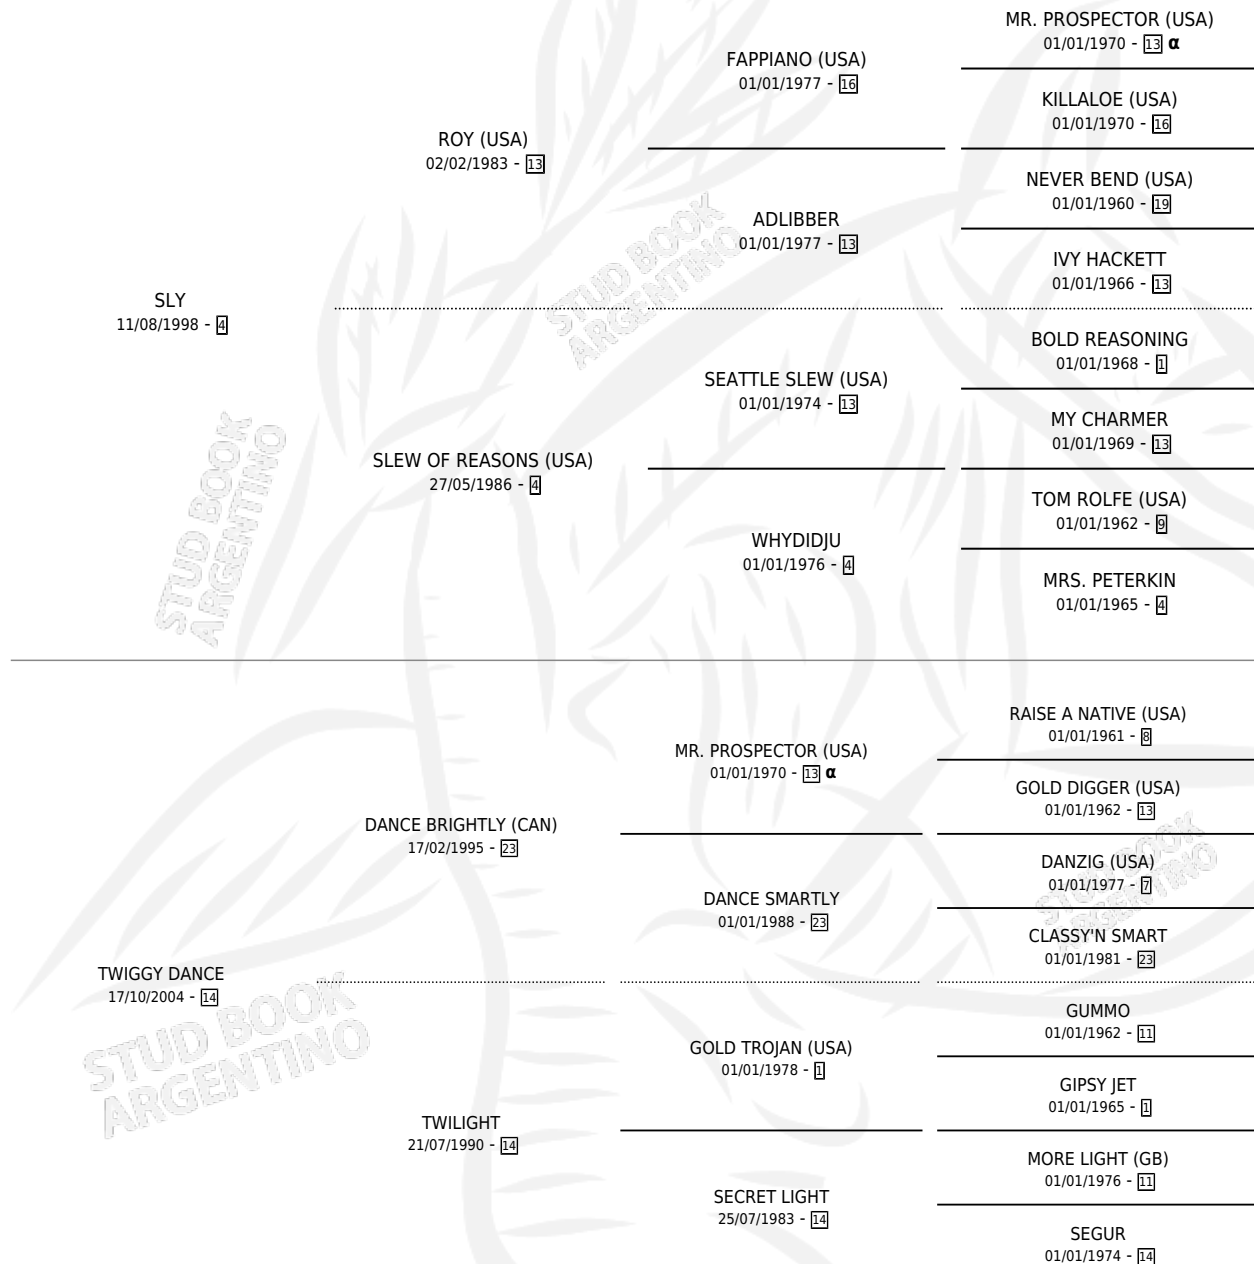 MR. PROSPECTOR (USA)
01/01/1970 - 13 α
FAPPIANO (USA)
01/01/1977 - 16
KILLALOE (USA)
01/01/1970 - 16
ROY (USA)
02/02/1983 - 13
NEVER BEND (USA)
01/01/1960 - 19
ADLIBBER
01/01/1977 - 13
IVY HACKETT
01/01/1966 - 13
SLY
11/08/1998 - 4
BOLD REASONING
01/01/1968 - 1
SEATTLE SLEW (USA)
01/01/1974 - 13
MY CHARMER
01/01/1969 - 13
SLEW OF REASONS (USA)
27/05/1986 - 4
TOM ROLFE (USA)
01/01/1962 - 9
WHYDIDJU
01/01/1976 - 4
MRS. PETERKIN
01/01/1965 - 4
RAISE A NATIVE (USA)
01/01/1961 - 8
MR. PROSPECTOR (USA)
01/01/1970 - 13 α
GOLD DIGGER (USA)
01/01/1962 - 13
DANCE BRIGHTLY (CAN)
17/02/1995 - 23
DANZIG (USA)
01/01/1977 - 7
DANCE SMARTLY
01/01/1988 - 23
CLASSY'N SMART
01/01/1981 - 23
TWIGGY DANCE
17/10/2004 - 14
GUMMO
01/01/1962 - 11
GOLD TROJAN (USA)
01/01/1978 - 1
GIPSY JET
01/01/1965 - 1
TWILIGHT
21/07/1990 - 14
MORE LIGHT (GB)
01/01/1976 - 11
SECRET LIGHT
25/07/1983 - 14
SEGUR
01/01/1974 - 14
STUD BOOK
ARGENTINO
STUD BOOK
ARGENTINO
STUD BOOK
ARGENTINO
STUD BOOK
ARGENTINO